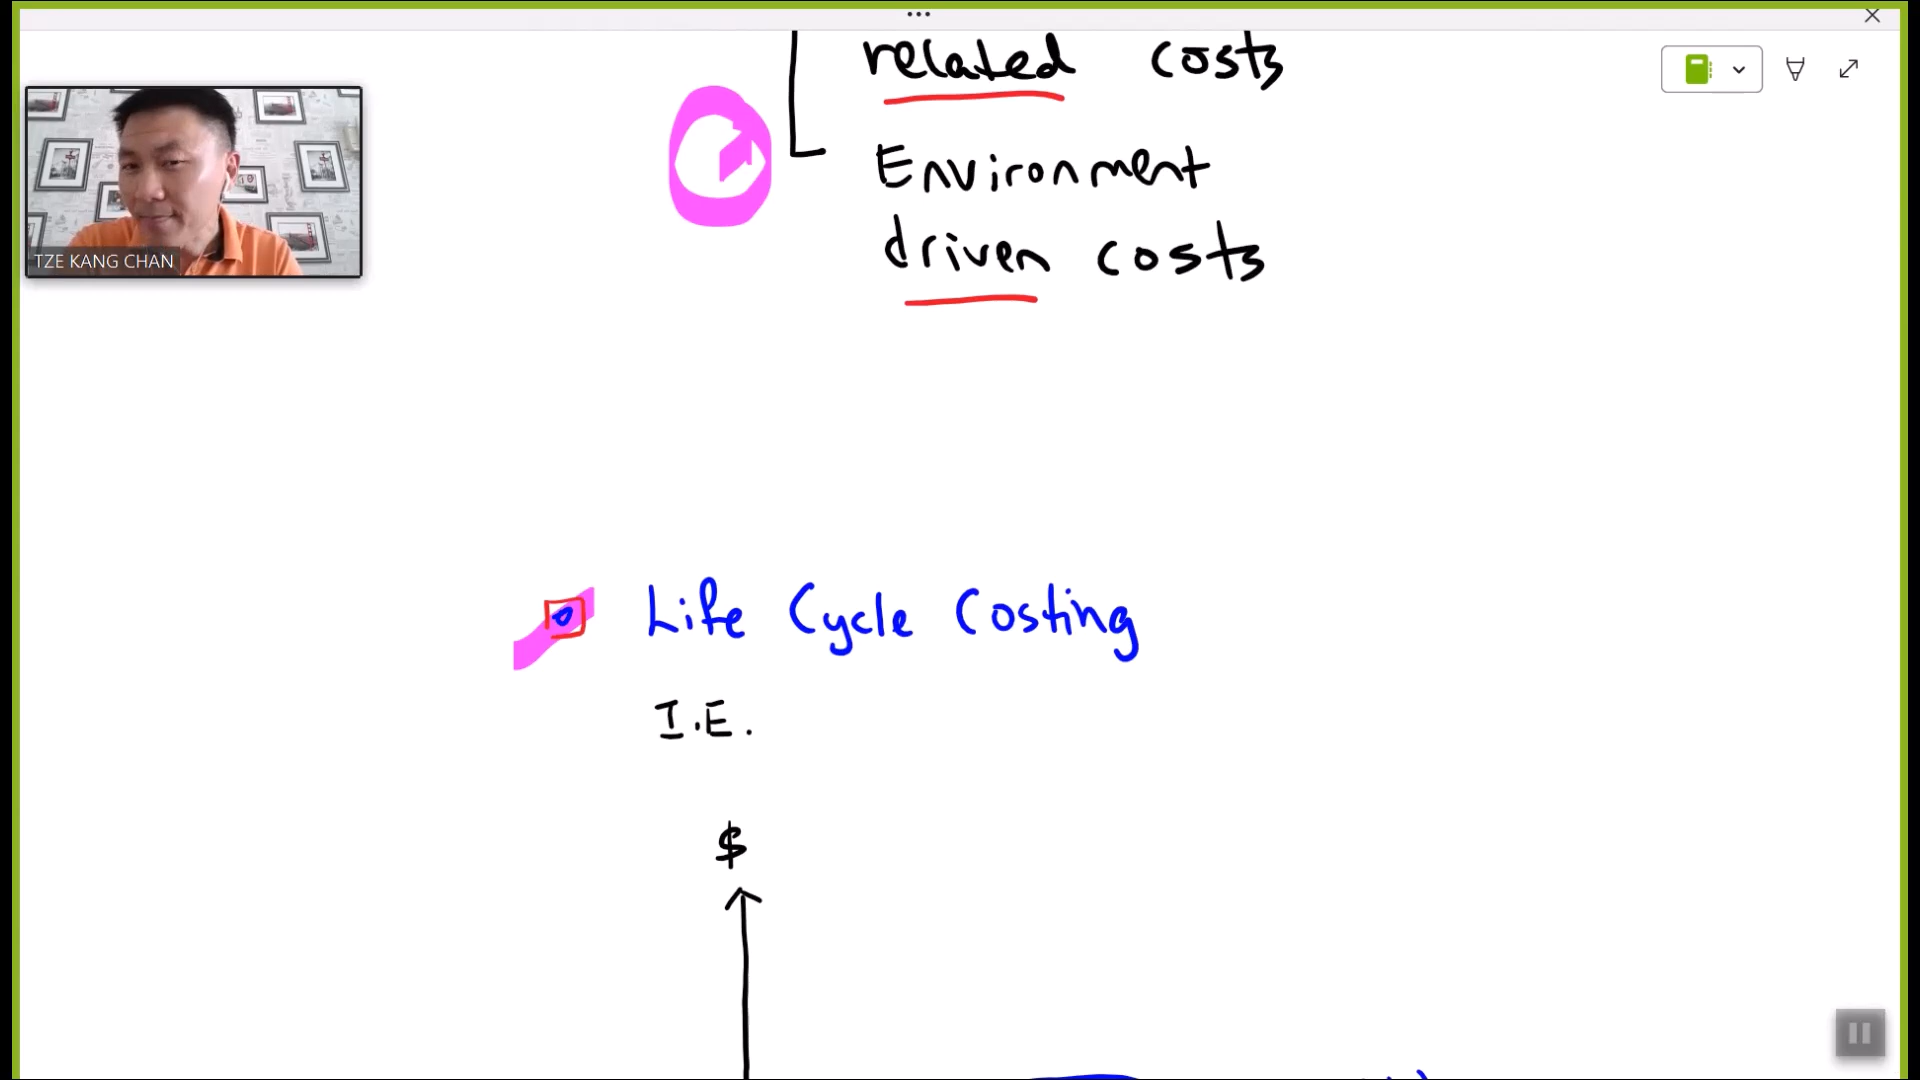 related costs
Environment
driven costs
TZE KANG CHAN
Life Cycle Costing
I.E.
$